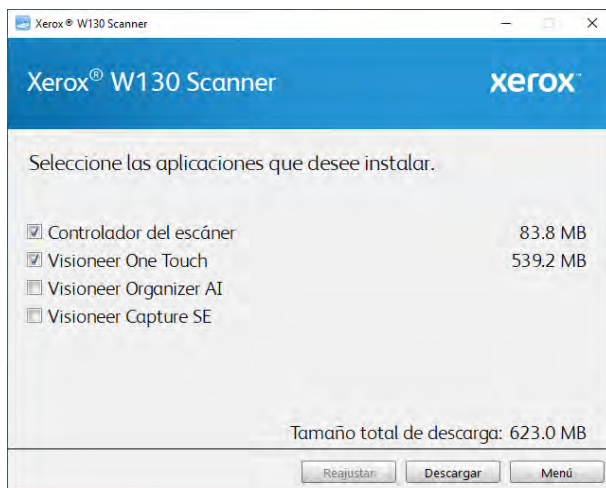 Xerox® W130 Scanner
Xerox® W130 Scanner xerox™
Seleccione las aplicaciones que desee instalar.
Controlador del escáner 83.8 MB
Visioneer One Touch 539.2 MB
Visioneer Organizer AI
Visioneer Capture SE
Tamaño total de descarga: 623.0 MB
Reajustar Descargar Menú